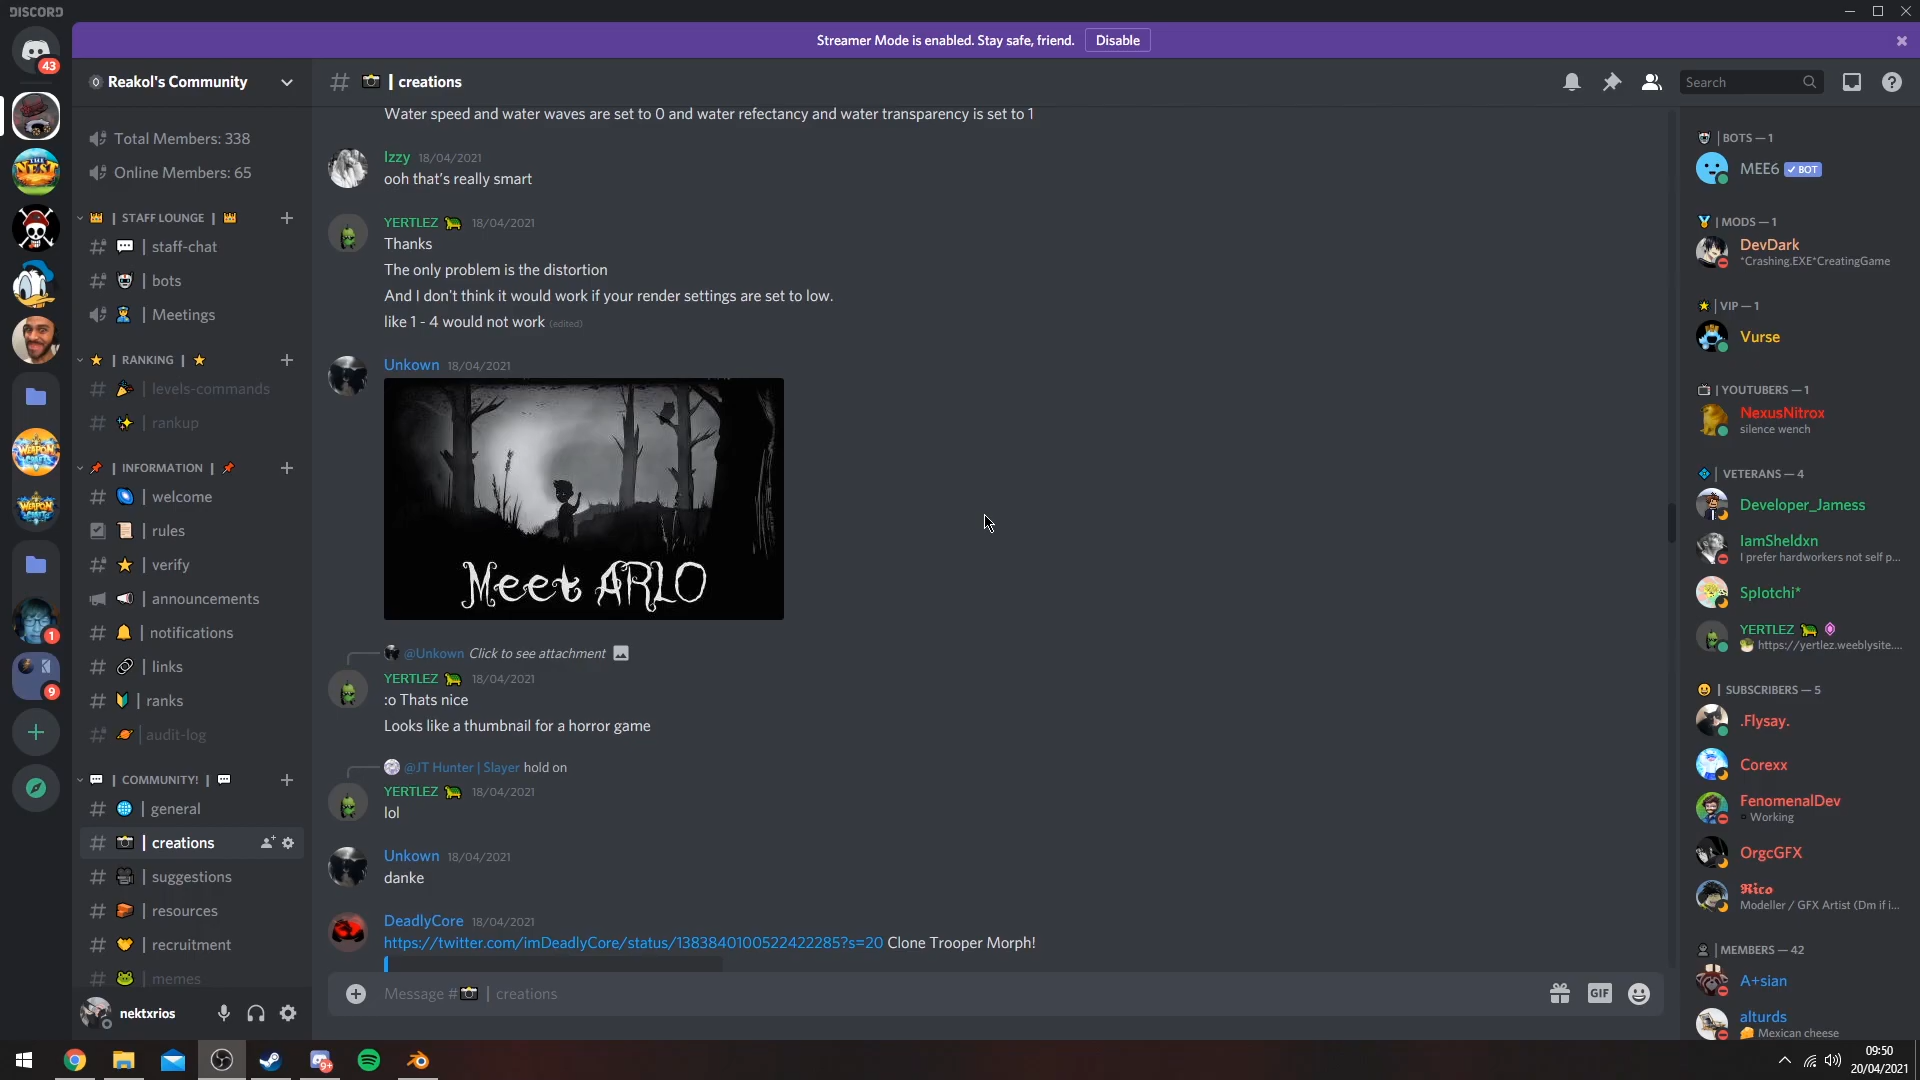 DISCORD
Streamer Mode is enabled. Stay safe, friend. Disable
43
Reakol's Community
| creations
Search
Total Members: 338
Online Members: 65
| STAFF LOUNGE |
| staff-chat
| bots
| Meetings
| RANKING |
| levels-commands
| rankup
| INFORMATION |
| welcome
| rules
| verify
| announcements
| notifications
| links
| ranks
| audit-log
| COMMUNITY! |
| general
| creations
| suggestions
| resources
| recruitment
| memes
nektxrios
THE NEST
WEAPON CRAFTS
WEAPON
1
9
Water speed and water waves are set to 0 and water refectancy and water transparency is set to 1
Izzy 18/04/2021
ooh that's really smart
YERTLEZ 18/04/2021
Thanks
The only problem is the distortion
And I don't think it would work if your render settings are set to low.
like 1 - 4 would not work (edited)
Unkown 18/04/2021
Meet ARLO
@Unkown Click to see attachment
YERTLEZ 18/04/2021
:o Thats nice
Looks like a thumbnail for a horror game
@JT Hunter | Slayer hold on
YERTLEZ 18/04/2021
lol
Unkown 18/04/2021
danke
DeadlyCore 18/04/2021
https://twitter.com/imDeadlyCore/status/1383840100522422285?s=20 Clone Trooper Morph!
Message # | creations
GIF
| BOTS — 1
MEE6 ✓ BOT
| MODS — 1
DevDark
*Crashing.EXE*CreatingGame
| VIP — 1
Vurse
| YOUTUBERS — 1
NexusNitrox
silence wench
| VETERANS — 4
Developer_Jamess
IamSheldxn
I prefer hardworkers not self p...
Splotchi*
YERTLEZ
https://yertlez.weeblysite....
| SUBSCRIBERS — 5
.Flysay.
Corexx
FenomenalDev
Working
OrgcGFX
Rico
Modeller / GFX Artist (Dm if i...
| MEMBERS — 42
A+sian
alturds
Mexican cheese
9+
09:50
20/04/2021